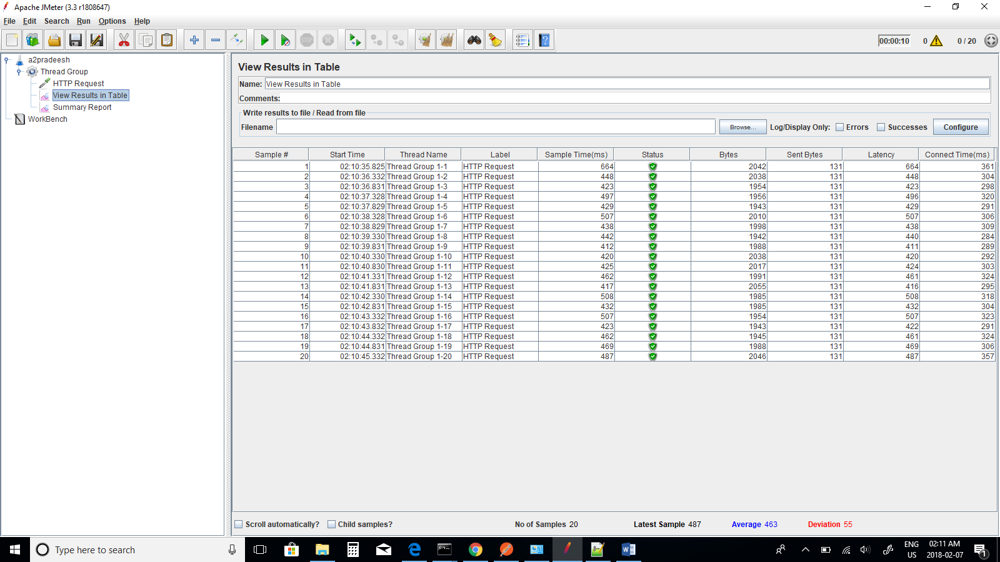 Apache JMeter (3.3 r1808647)
File Edit Search Run Options Help
STOP
00:00:10 0 0 / 20
a2pradeesh
Thread Group
HTTP Request
View Results in Table
Summary Report
WorkBench
View Results in Table
Name: View Results in Table
Comments:
Write results to file / Read from file
Filename Browse... Log/Display Only: Errors Successes Configure
Sample # Start Time Thread Name Label Sample Time(ms) Status Bytes Sent Bytes Latency Connect Time(ms)
1 02:10:35.825 Thread Group 1-1 HTTP Request 664 2042 131 664 361
2 02:10:36.332 Thread Group 1-2 HTTP Request 448 2038 131 448 304
3 02:10:36.831 Thread Group 1-3 HTTP Request 423 1954 131 423 298
4 02:10:37.328 Thread Group 1-4 HTTP Request 497 1956 131 496 320
5 02:10:37.829 Thread Group 1-5 HTTP Request 429 1943 131 429 291
6 02:10:38.328 Thread Group 1-6 HTTP Request 507 2010 131 507 306
7 02:10:38.829 Thread Group 1-7 HTTP Request 438 1998 131 438 309
8 02:10:39.330 Thread Group 1-8 HTTP Request 442 1942 131 440 284
9 02:10:39.831 Thread Group 1-9 HTTP Request 412 1988 131 411 289
10 02:10:40.330 Thread Group 1-10 HTTP Request 420 2038 131 420 292
11 02:10:40.830 Thread Group 1-11 HTTP Request 425 2017 131 424 303
12 02:10:41.331 Thread Group 1-12 HTTP Request 462 1991 131 461 324
13 02:10:41.831 Thread Group 1-13 HTTP Request 417 2055 131 416 295
14 02:10:42.330 Thread Group 1-14 HTTP Request 508 1985 131 508 318
15 02:10:42.831 Thread Group 1-15 HTTP Request 432 1985 131 432 304
16 02:10:43.332 Thread Group 1-16 HTTP Request 507 1954 131 507 323
17 02:10:43.832 Thread Group 1-17 HTTP Request 423 1943 131 422 291
18 02:10:44.332 Thread Group 1-18 HTTP Request 462 1945 131 461 324
19 02:10:44.831 Thread Group 1-19 HTTP Request 469 1988 131 469 306
20 02:10:45.332 Thread Group 1-20 HTTP Request 487 2046 131 487 357
Scroll automatically? Child samples? No of Samples 20 Latest Sample 487 Average 463 Deviation 55
Type here to search
ENG 02:11 AM
US 2018-02-07 1